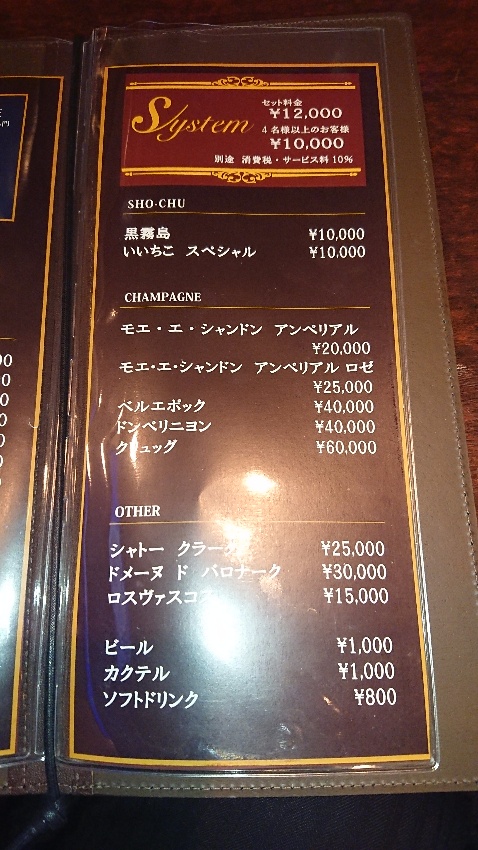 System
セット料金
¥12,000
4名様以上のお客様
¥10,000
別途 消費税・サービス料10%
SHO-CHU
黒霧島 ¥10,000
いいちこ スペシャル ¥10,000
CHAMPAGNE
モエ・エ・シャンドン アンペリアル
¥20,000
モエ・エ・シャンドン アンペリアル ロゼ
¥25,000
ベルエポック ¥40,000
ドンペリニヨン ¥40,000
クリュッグ ¥60,000
OTHER
シャトー ¥25,000
ドメーヌ ド バロナーク ¥30,000
ロスヴァスコス ¥15,000
ビール ¥1,000
カクテル ¥1,000
ソフトドリンク ¥800